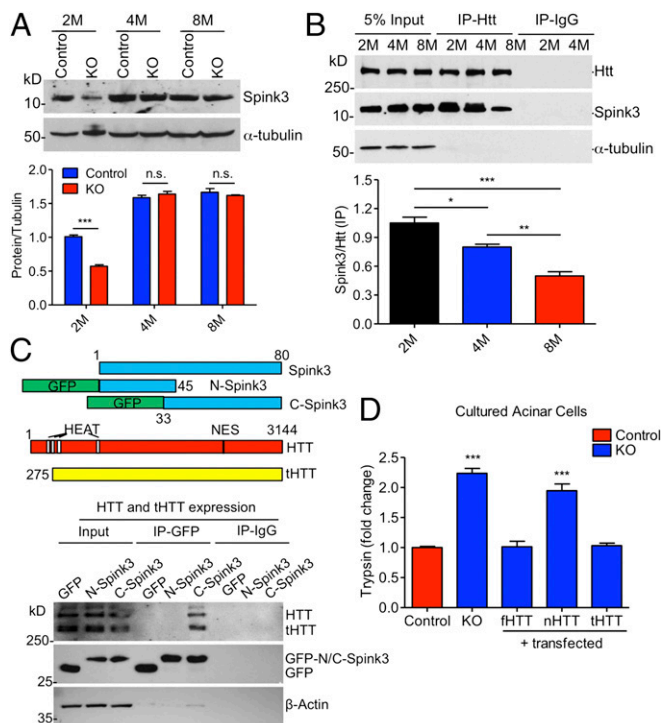 A
2M 4M 8M
Control KO Control KO Control KO
kD
10
Spink3
50
α-tubulin
Control
KO
Protein/Tubulin
2.0
1.5
1.0
0.5
0.0
*** n.s. n.s.
2M 4M 8M
B
5% Input IP-Htt IP-IgG
2M 4M 8M 2M 4M 8M 2M 4M
kD
250
Htt
10
Spink3
50
α-tubulin
Spink3/Htt (IP)
1.5
1.2
0.9
0.6
0.3
0
***
*
**
2M 4M 8M
C
1 80
Spink3
GFP 45 N-Spink3
GFP C-Spink3
33
1 HEAT NES 3144
HTT
275 tHTT
HTT and tHTT expression
Input IP-GFP IP-IgG
GFP N-Spink3 C-Spink3 GFP N-Spink3 C-Spink3 GFP N-Spink3 C-Spink3
kD
HTT
tHTT
250
GFP-N/C-Spink3
GFP
25
β-Actin
35
D
Cultured Acinar Cells
Control
KO
Trypsin (fold change)
2.5
2.0
1.5
1.0
0.5
0.0
*** ***
Control KO fHTT nHTT tHTT
+ transfected